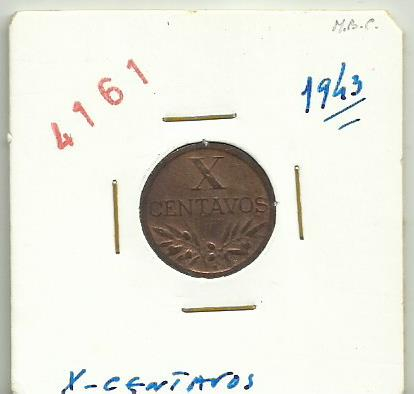 M.B.C.
4161
1943
X
CENTAVOS
X-CENTAVOS